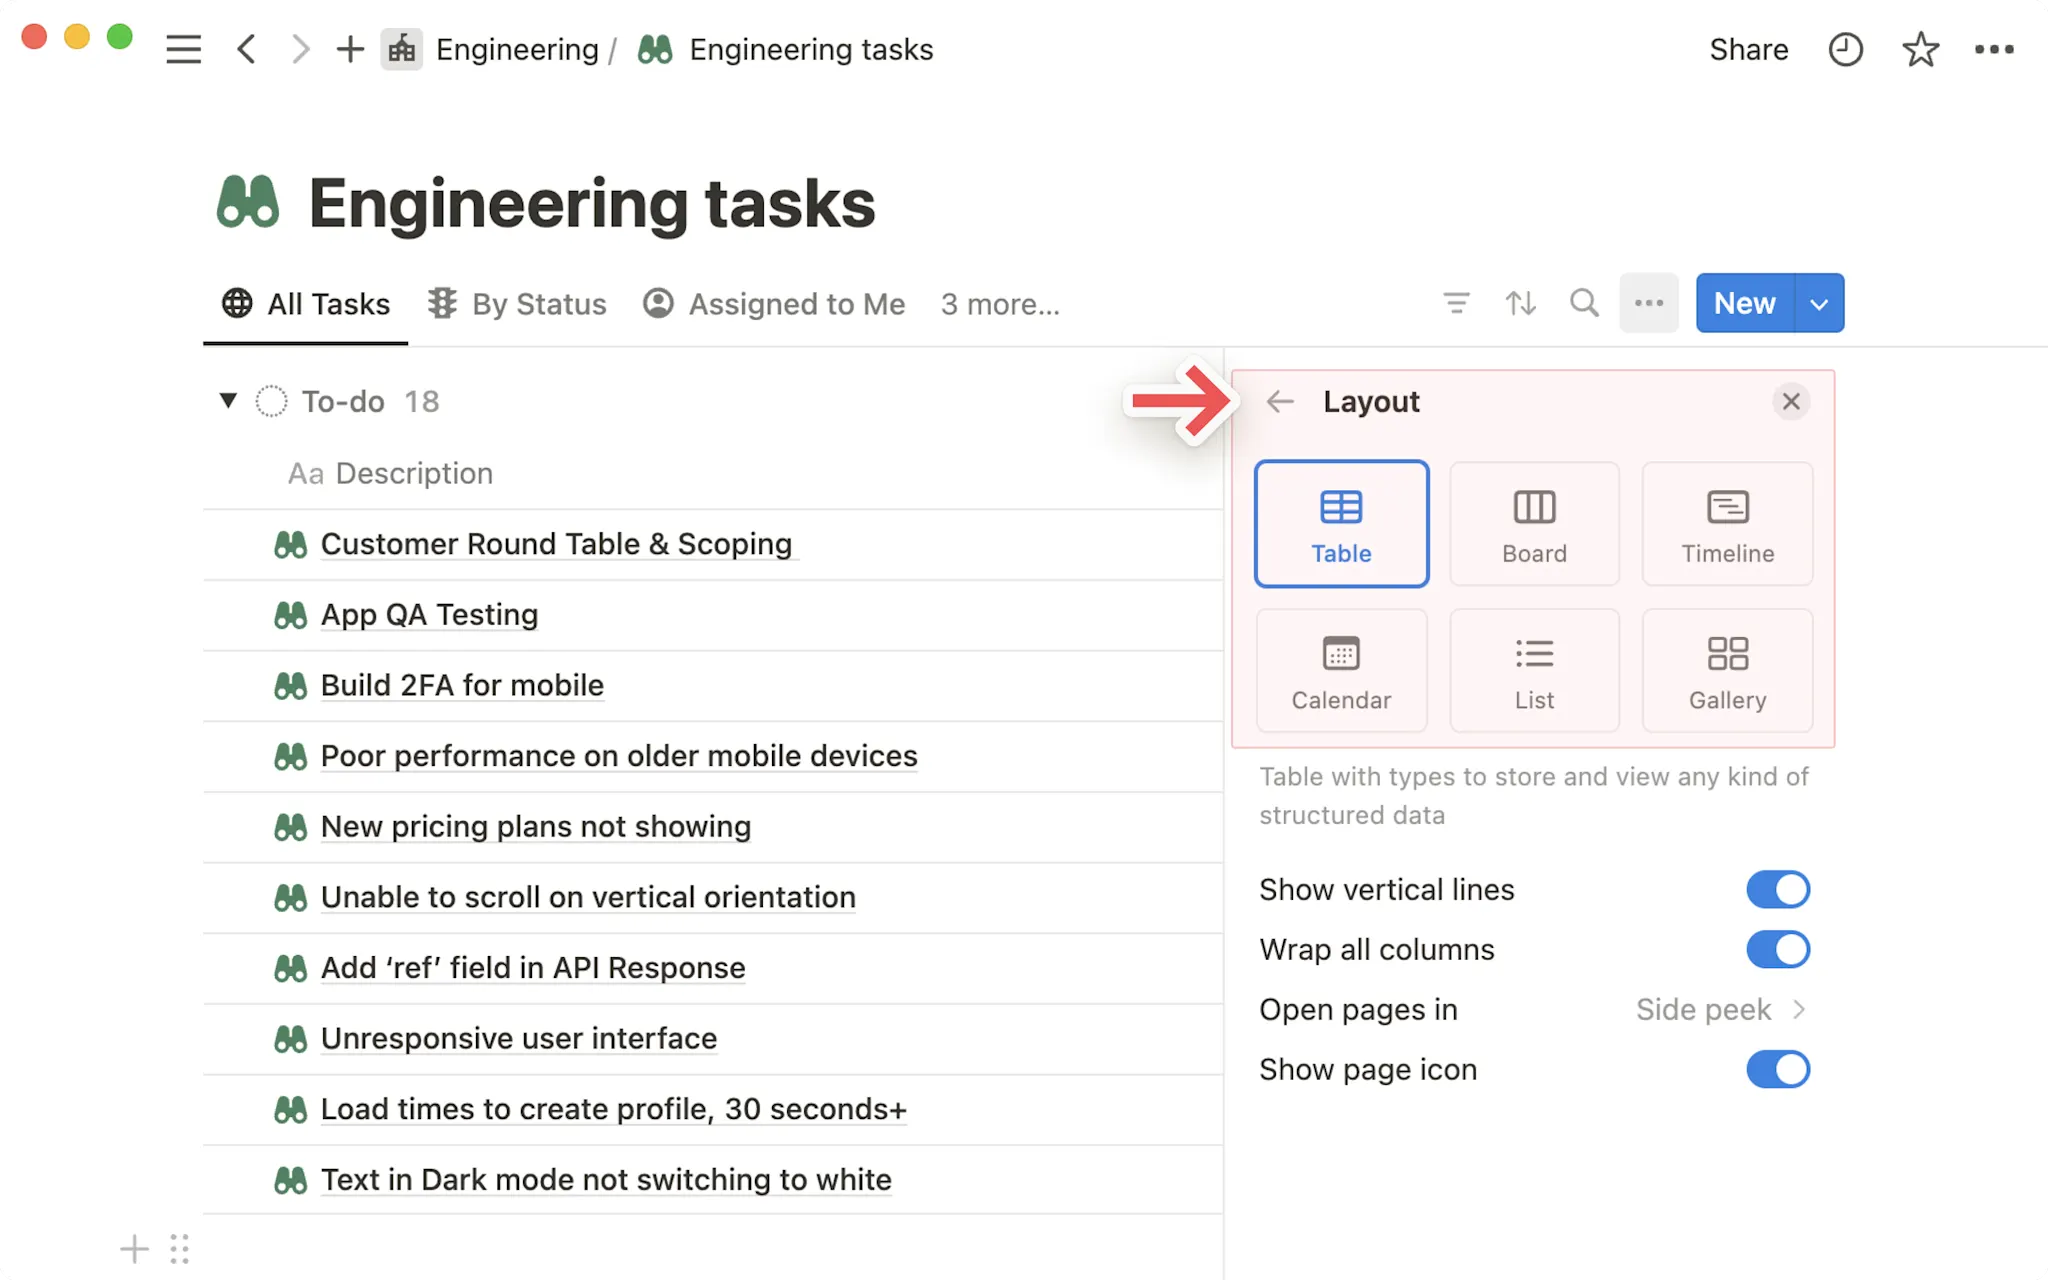 Engineering / Engineering tasks
Share
Engineering tasks
All Tasks By Status Assigned to Me 3 more...
New
To-do 18
Aa Description
Customer Round Table & Scoping
App QA Testing
Build 2FA for mobile
Poor performance on older mobile devices
New pricing plans not showing
Unable to scroll on vertical orientation
Add ‘ref’ field in API Response
Unresponsive user interface
Load times to create profile, 30 seconds+
Text in Dark mode not switching to white
Layout
Table Board Timeline
Calendar List Gallery
Table with types to store and view any kind of
structured data
Show vertical lines
Wrap all columns
Open pages in Side peek
Show page icon